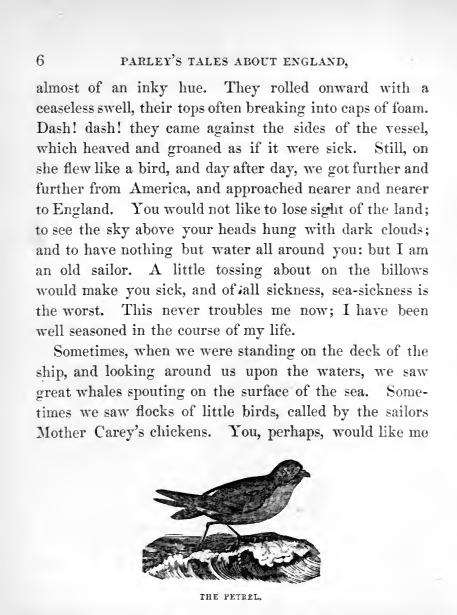 6 PARLEY'S TALES ABOUT ENGLAND,
almost of an inky hue. They rolled onward with a
ceaseless swell, their tops often breaking into caps of foam.
Dash! dash! they came against the sides of the vessel,
which heaved and groaned as if it were sick. Still, on
she flew like a bird, and day after day, we got further and
further from America, and approached nearer and nearer
to England. You would not like to lose sight of the land;
to see the sky above your heads hung with dark clouds;
and to have nothing but water all around you: but I am
an old sailor. A little tossing about on the billows
would make you sick, and of all sickness, sea-sickness is
the worst. This never troubles me now; I have been
well seasoned in the course of my life.
Sometimes, when we were standing on the deck of the
ship, and looking around us upon the waters, we saw
great whales spouting on the surface of the sea. Some-
times we saw flocks of little birds, called by the sailors
Mother Carey's chickens. You, perhaps, would like me
THE PETREL.